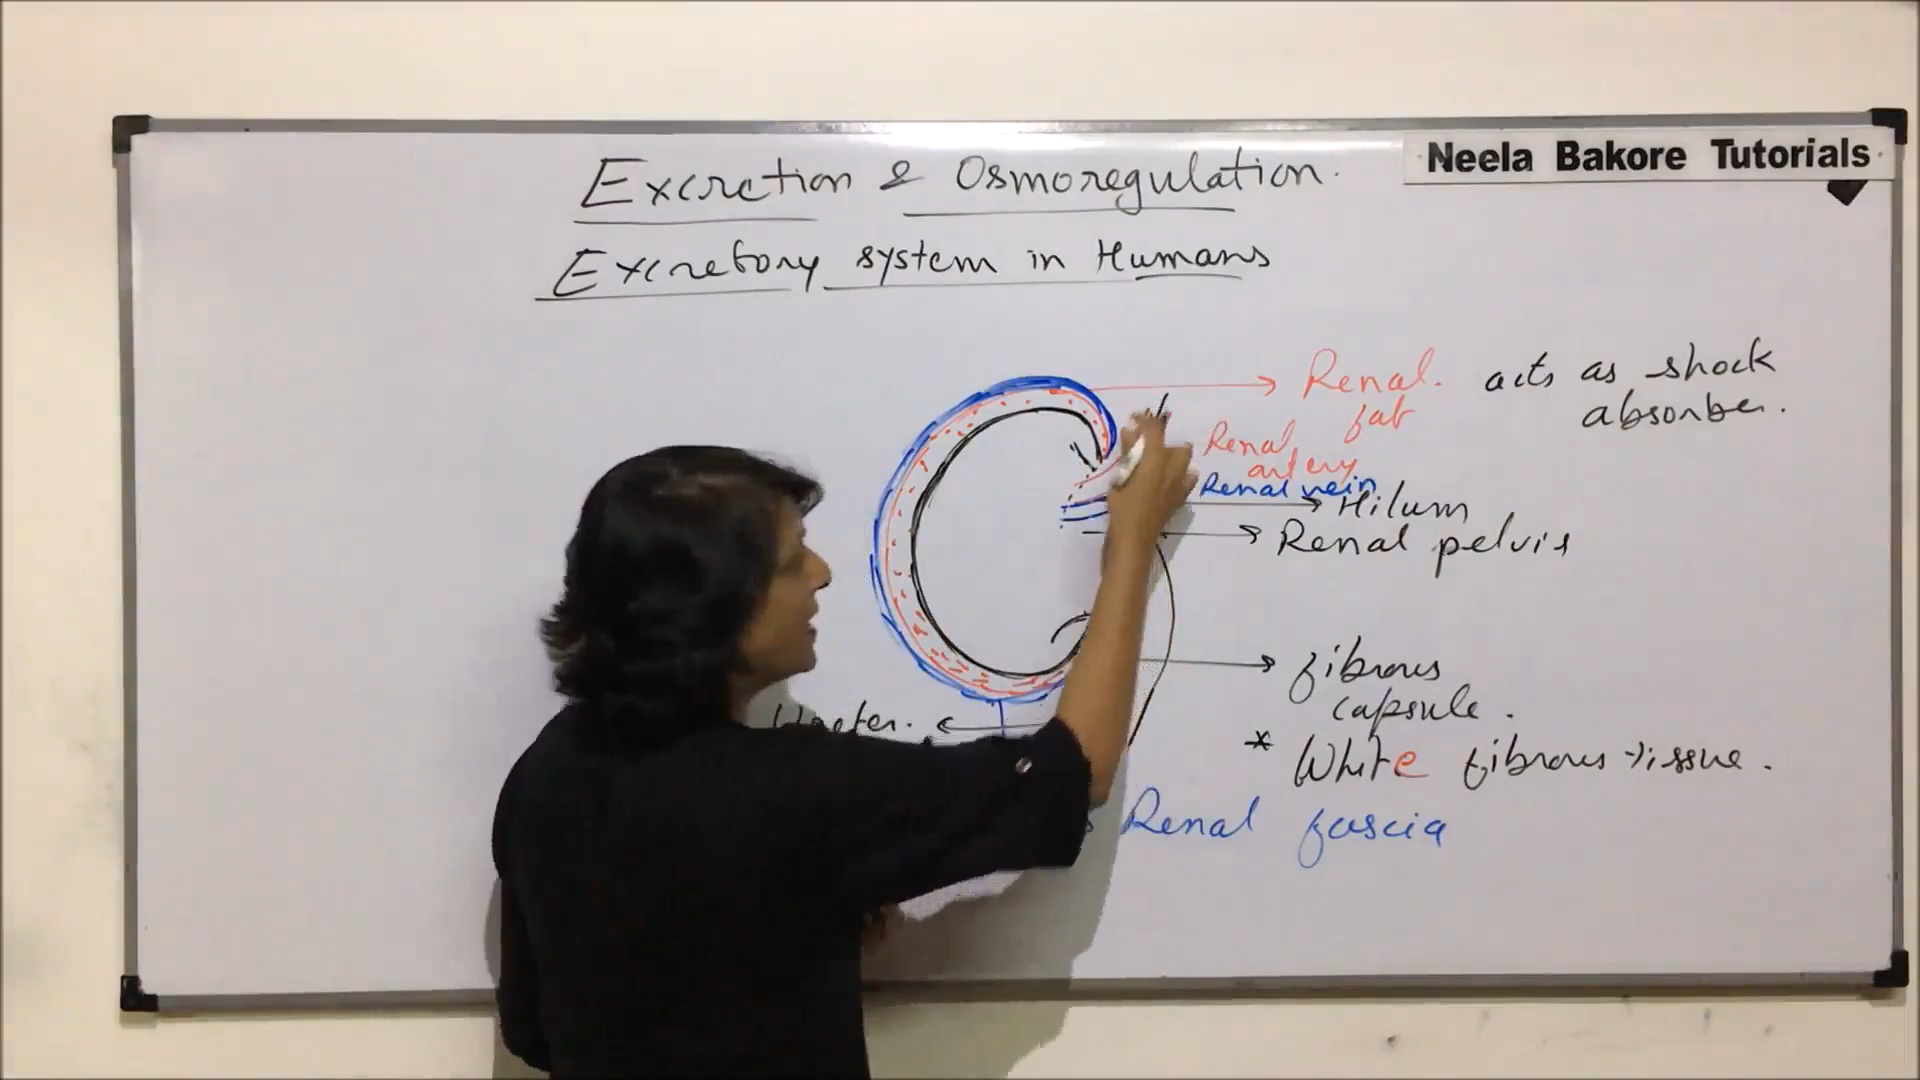 Neela Bakore Tutorials
Excretion & Osmoregulation.
Excretory system in Humans
Renal. acts as shock
fat absorber.
Renal
artery
Renal vein
Hilum
Renal pelvis
fibrous
capsule.
Ureter.
* White fibrous tissue.
Renal fascia